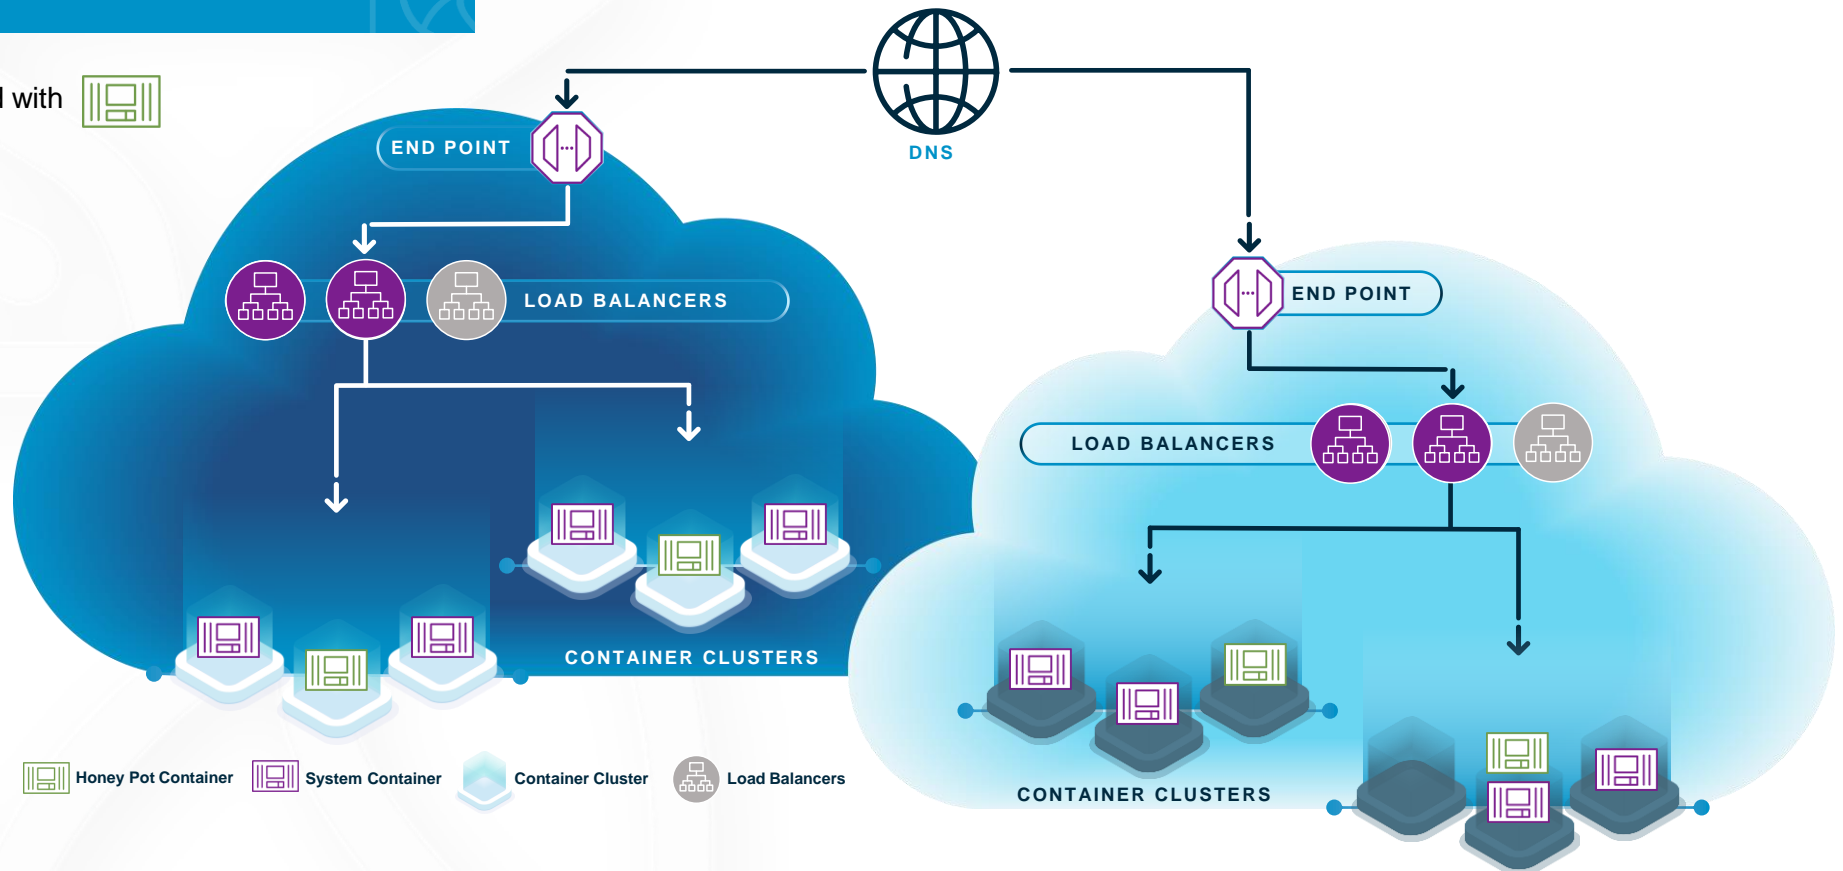 with
DNS
END POINT
LOAD BALANCERS
END POINT
LOAD BALANCERS
CONTAINER CLUSTERS
Honey Pot Container
System Container
Container Cluster
Load Balancers
CONTAINER CLUSTERS